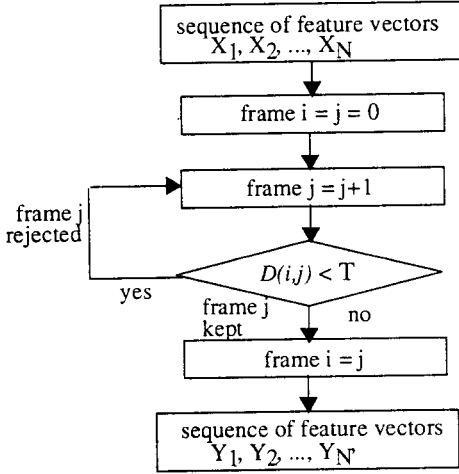 sequence of feature vectors
X1, X2, ..., XN
frame i = j = 0
frame j = j+1
frame j
rejected
D(i,j) < T
yes
frame j
kept
no
frame i = j
sequence of feature vectors
Y1, Y2, ..., YN'